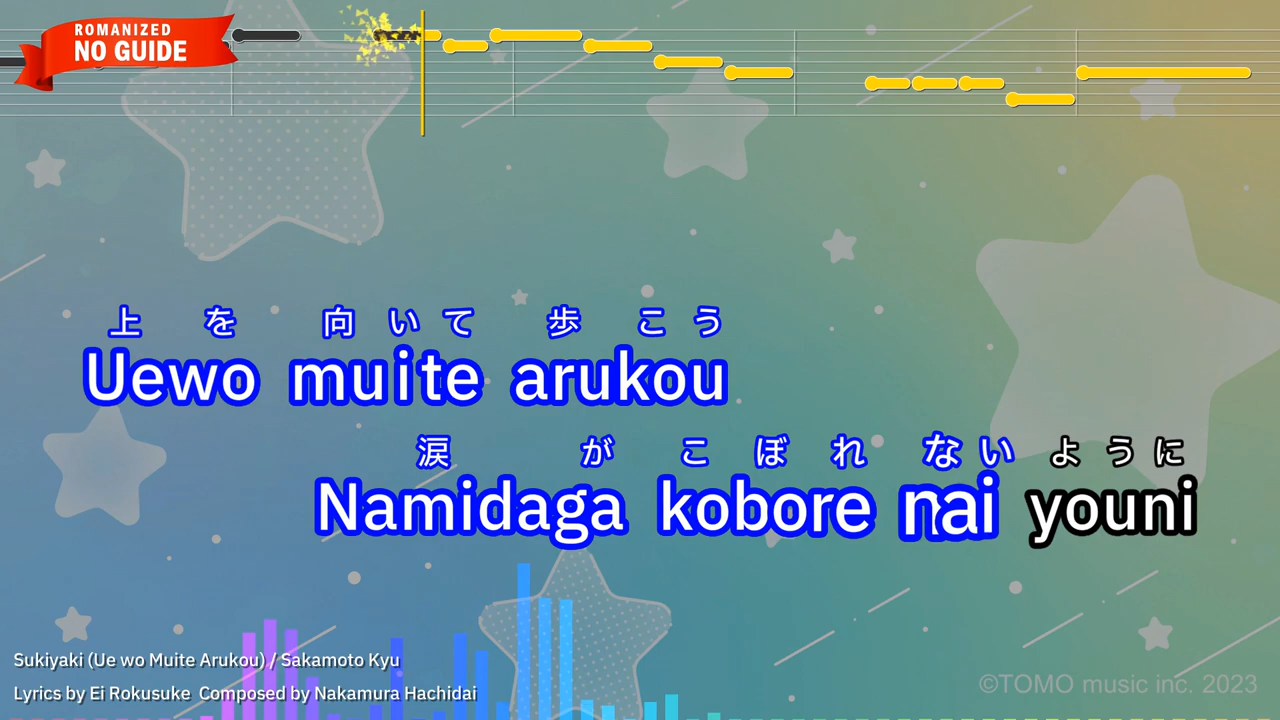 ROMANIZED
NO GUIDE
上 を 向 い て 歩 こ う
Uewo muite arukou
涙 が こ ぼ れ な い よ う に
Namidaga kobore nai youni
Sukiyaki (Ue wo Muite Arukou) / Sakamoto Kyu
Lyrics by Ei Rokusuke Composed by Nakamura Hachidai
©TOMO music inc. 2023